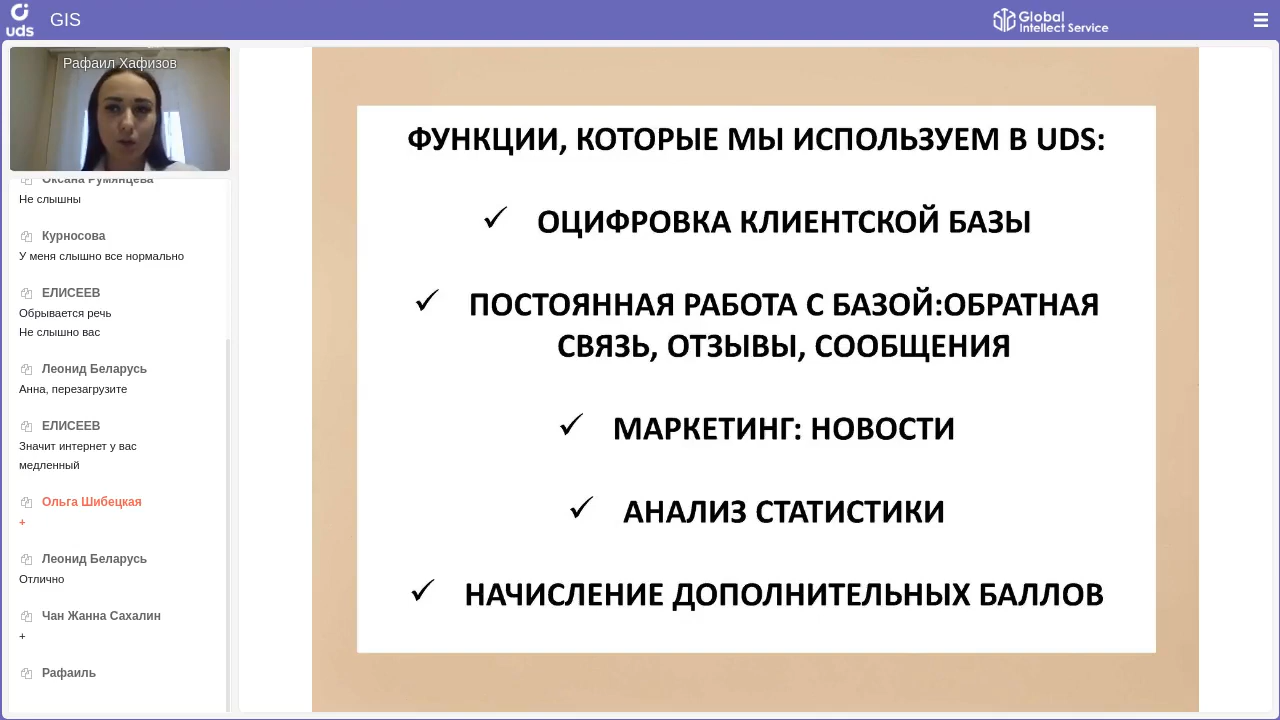 uds
GIS
Global
Intellect Service
Рафаил Хафизов
Оксана Румянцева
Не слышны
Курносова
У меня слышно все нормально
ЕЛИСЕЕВ
Обрывается речь
Не слышно вас
Леонид Беларусь
Анна, перезагрузите
ЕЛИСЕЕВ
Значит интернет у вас
медленный
Ольга Шибецкая
+
Леонид Беларусь
Отлично
Чан Жанна Сахалин
+
Рафаиль
ФУНКЦИИ, КОТОРЫЕ МЫ ИСПОЛЬЗУЕМ В UDS:
✓ ОЦИФРОВКА КЛИЕНТСКОЙ БАЗЫ
✓ ПОСТОЯННАЯ РАБОТА С БАЗОЙ:ОБРАТНАЯ
СВЯЗЬ, ОТЗЫВЫ, СООБЩЕНИЯ
✓ МАРКЕТИНГ: НОВОСТИ
✓ АНАЛИЗ СТАТИСТИКИ
✓ НАЧИСЛЕНИЕ ДОПОЛНИТЕЛЬНЫХ БАЛЛОВ